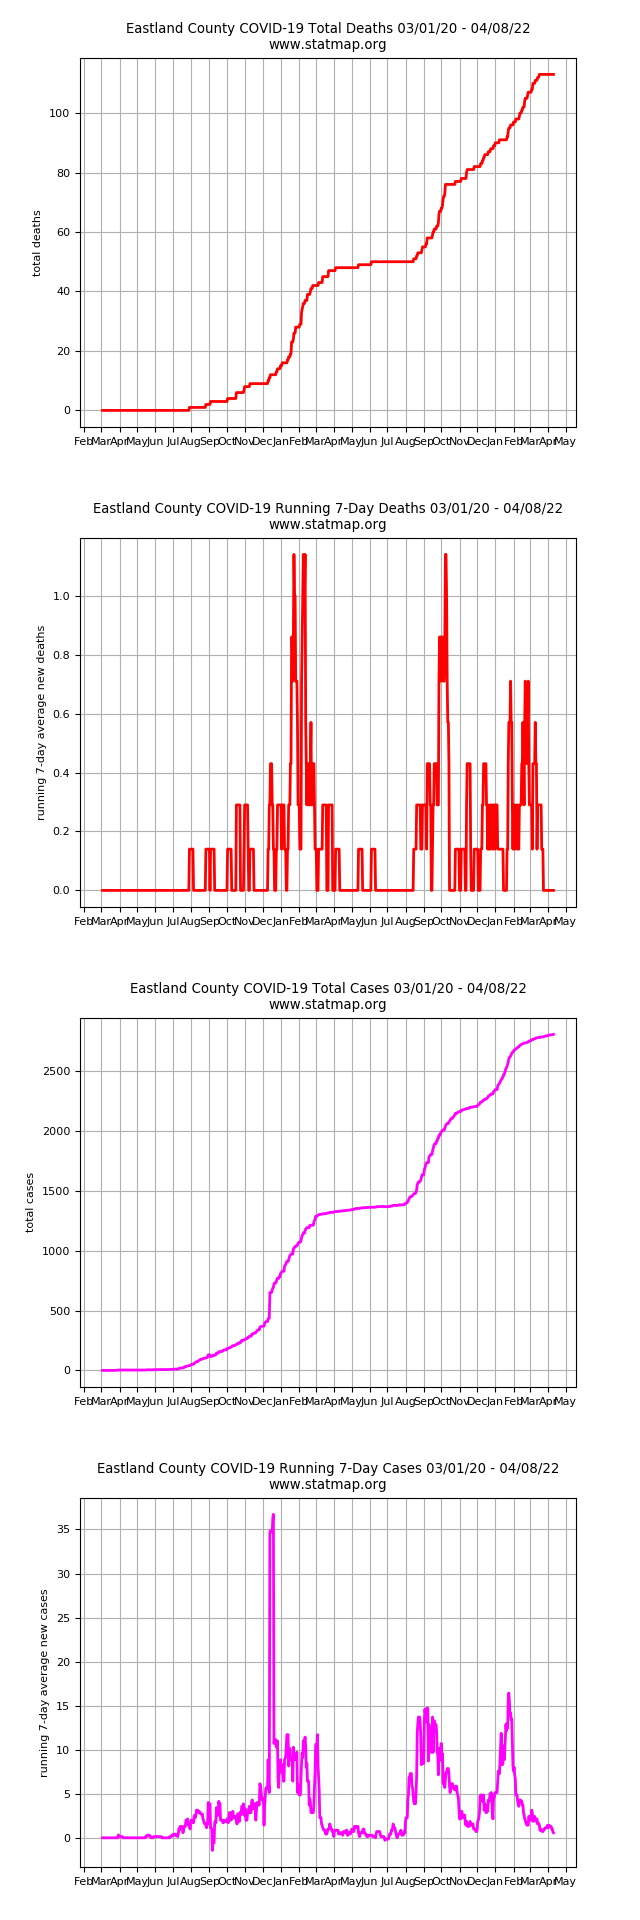 Eastland County COVID-19 Total Deaths 03/01/20 - 04/08/22
www.statmap.org
100
80
60
40
20
0
total deaths
Feb Mar Apr May Jun Jul Aug Sep Oct Nov Dec Jan Feb Mar Apr May Jun Jul Aug Sep Oct Nov Dec Jan Feb Mar Apr May
Eastland County COVID-19 Running 7-Day Deaths 03/01/20 - 04/08/22
www.statmap.org
1.0
0.8
0.6
0.4
0.2
0.0
running 7-day average new deaths
Feb Mar Apr May Jun Jul Aug Sep Oct Nov Dec Jan Feb Mar Apr May Jun Jul Aug Sep Oct Nov Dec Jan Feb Mar Apr May
Eastland County COVID-19 Total Cases 03/01/20 - 04/08/22
www.statmap.org
2500
2000
1500
1000
500
0
total cases
Feb Mar Apr May Jun Jul Aug Sep Oct Nov Dec Jan Feb Mar Apr May Jun Jul Aug Sep Oct Nov Dec Jan Feb Mar Apr May
Eastland County COVID-19 Running 7-Day Cases 03/01/20 - 04/08/22
www.statmap.org
35
30
25
20
15
10
5
0
running 7-day average new cases
Feb Mar Apr May Jun Jul Aug Sep Oct Nov Dec Jan Feb Mar Apr May Jun Jul Aug Sep Oct Nov Dec Jan Feb Mar Apr May